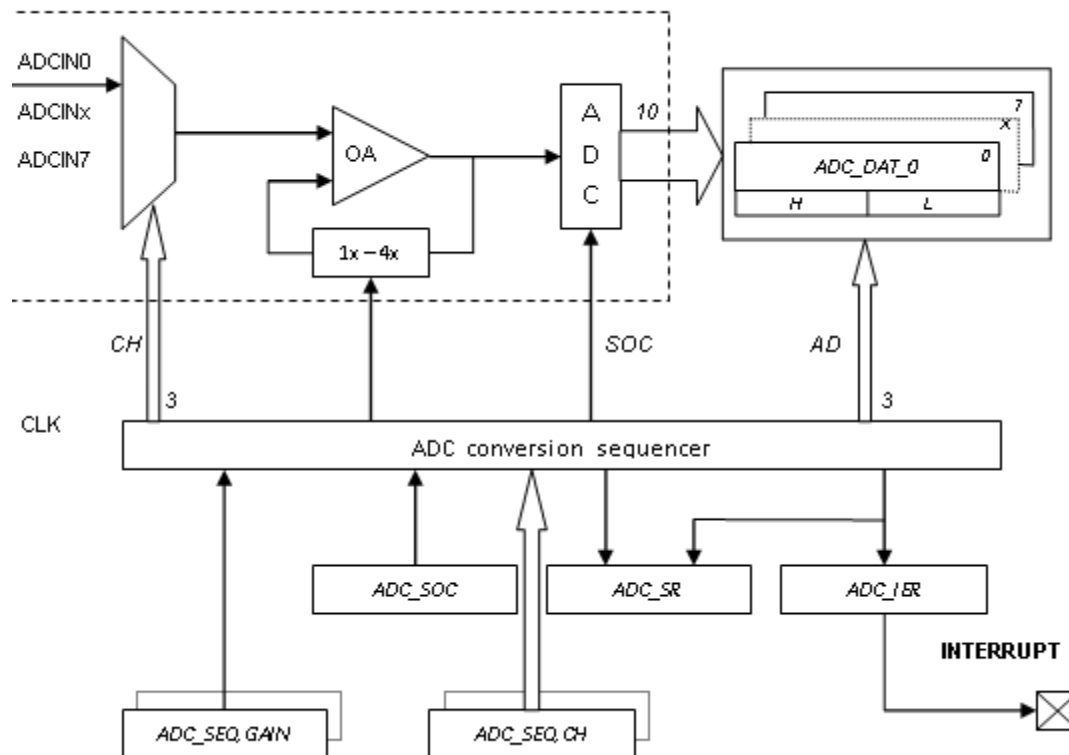 ADCIN0
ADCINx
ADCIN7
OA
1x – 4x
A
D
C
10
7
x
0
ADC_DAT_0
H
L
CH
SOC
AD
3
3
CLK
ADC conversion sequencer
ADC_SOC
ADC_SR
ADC_IER
INTERRUPT
ADC_SEQ, GAIN
ADC_SEQ, CH